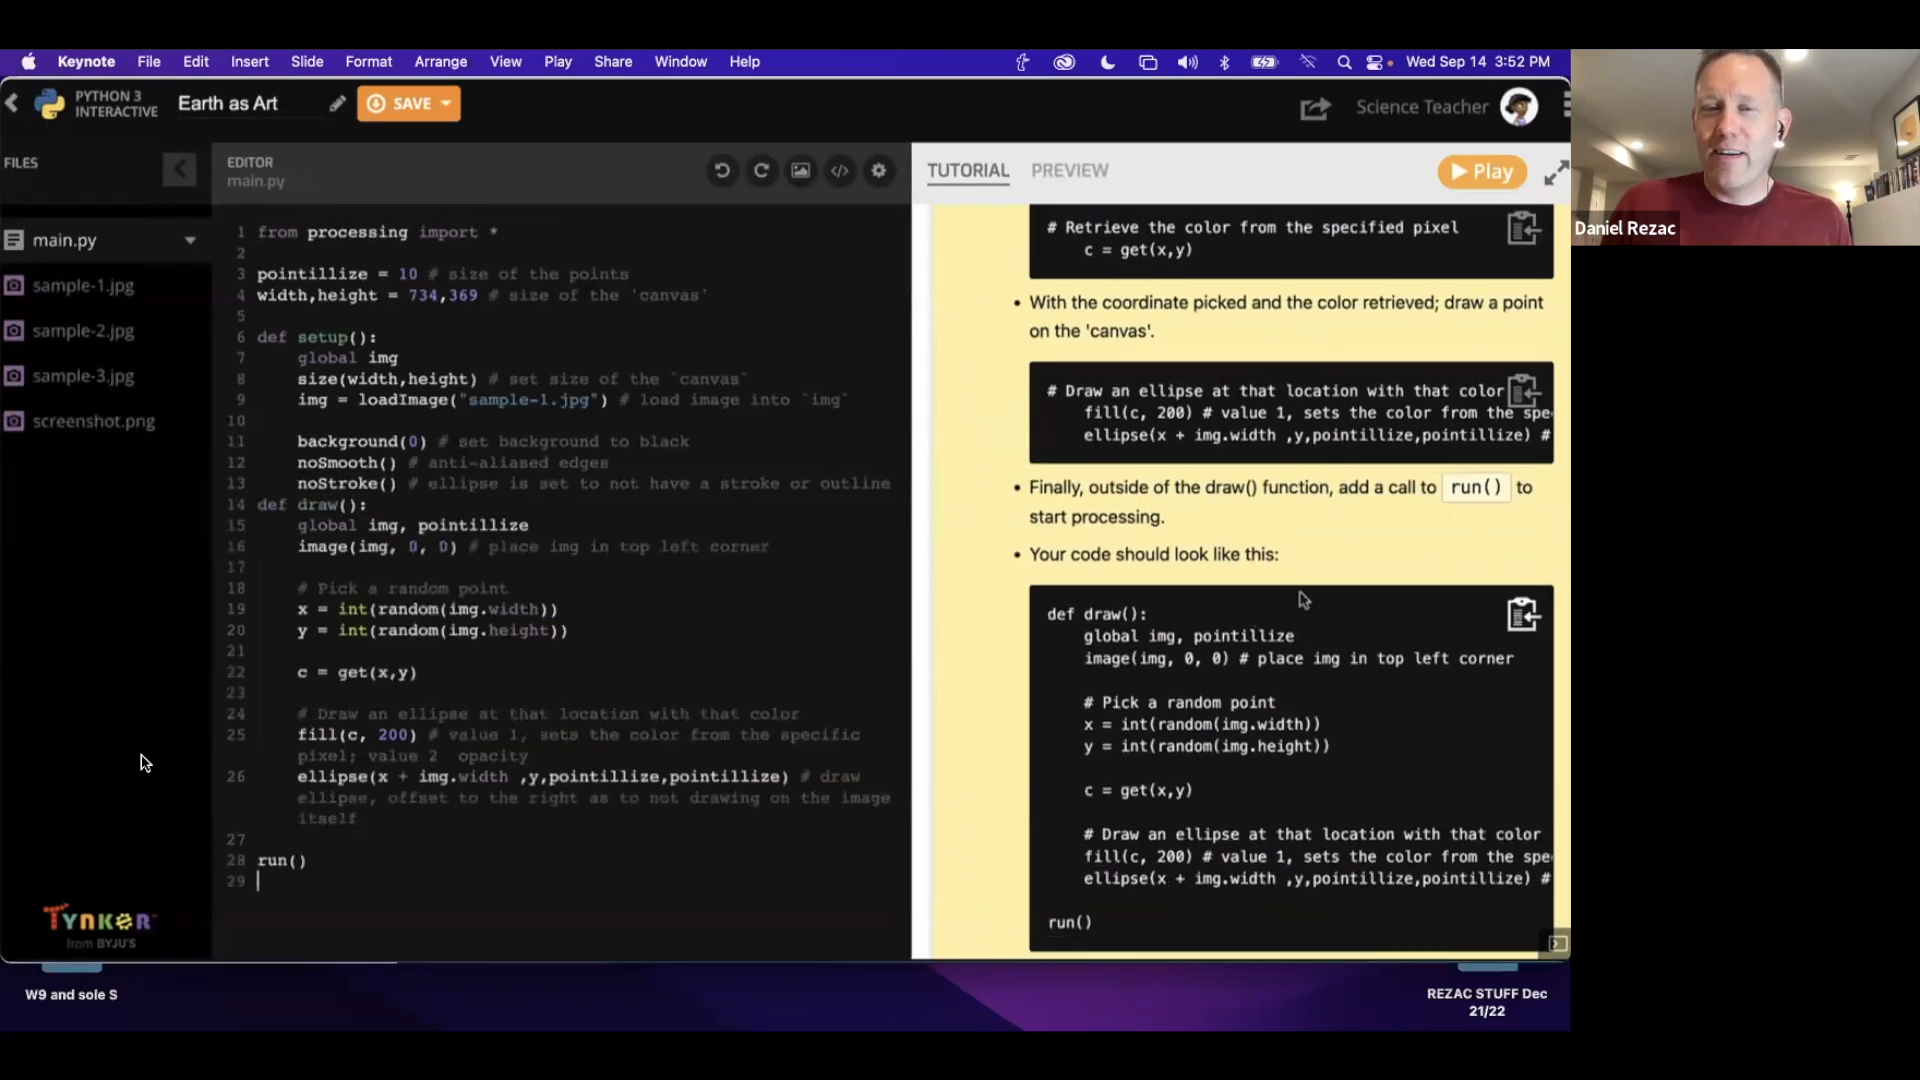 Keynote File Edit Insert Slide Format Arrange View Play Share Window Help Wed Sep 14 3:52 PM
PYTHON 3
INTERACTIVE
Earth as Art
SAVE
Science Teacher
Daniel Rezac
FILES
main.py
sample-1.jpg
sample-2.jpg
sample-3.jpg
screenshot.png
TYNKER
from BYJU'S
EDITOR
main.py
1 from processing import *
2
3 pointillize = 10 # size of the points
4 width,height = 734,369 # size of the 'canvas'
5
6 def setup():
7 global img
8 size(width,height) # set size of the `canvas`
9 img = loadImage("sample-1.jpg") # load image into `img`
10
11 background(0) # set background to black
12 noSmooth() # anti-aliased edges
13 noStroke() # ellipse is set to not have a stroke or outline
14 def draw():
15 global img, pointillize
16 image(img, 0, 0) # place img in top left corner
17
18 # Pick a random point
19 x = int(random(img.width))
20 y = int(random(img.height))
21
22 c = get(x,y)
23
24 # Draw an ellipse at that location with that color
25 fill(c, 200) # value 1, sets the color from the specific
pixel; value 2 opacity
26 ellipse(x + img.width ,y,pointillize,pointillize) # draw
ellipse, offset to the right as to not drawing on the image
itself
27
28 run()
29
TUTORIAL PREVIEW
Play
# Retrieve the color from the specified pixel
c = get(x,y)
• With the coordinate picked and the color retrieved; draw a point
on the 'canvas'.
# Draw an ellipse at that location with that color
fill(c, 200) # value 1, sets the color from the spe
ellipse(x + img.width ,y,pointillize,pointillize) #
• Finally, outside of the draw() function, add a call to run() to
start processing.
• Your code should look like this:
def draw():
global img, pointillize
image(img, 0, 0) # place img in top left corner
# Pick a random point
x = int(random(img.width))
y = int(random(img.height))
c = get(x,y)
# Draw an ellipse at that location with that color
fill(c, 200) # value 1, sets the color from the spe
ellipse(x + img.width ,y,pointillize,pointillize) #
run()
W9 and sole S
REZAC STUFF Dec
21/22